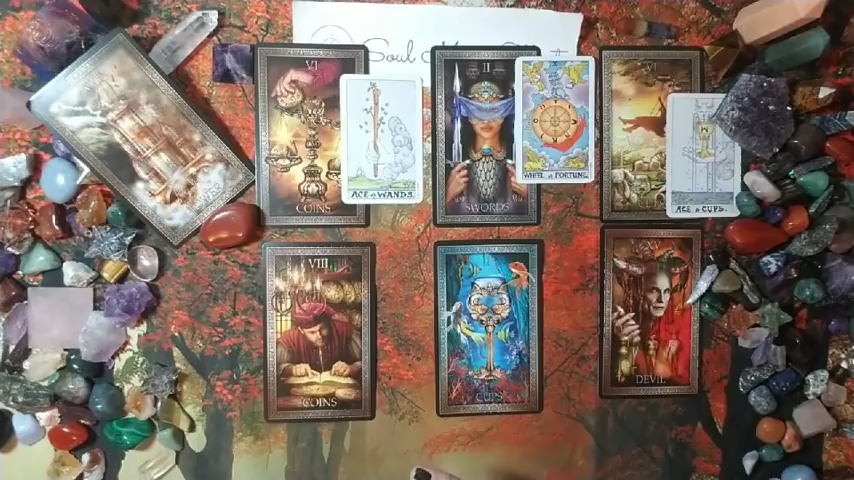 Soul
VI
COINS
ACE of WANDS.
II
SWORDS
WHEEL of FORTUNE.
VI
ACE of CUPS.
VIII
COINS
CUPS
XV
DEVIL